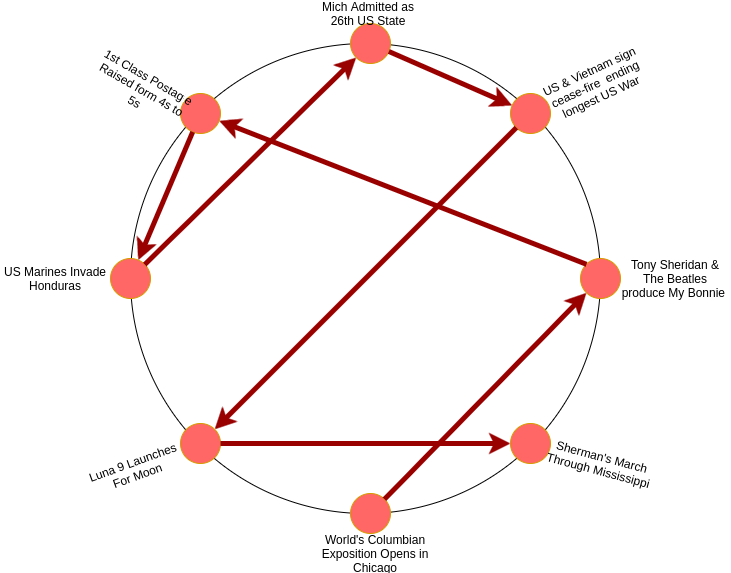 Mich Admitted as
26th US State
1st Class Postage
Raised form 4s to
5s
US & Vietnam sign
cease-fire ending
longest US War
US Marines Invade
Honduras
Tony Sheridan &
The Beatles
produce My Bonnie
Luna 9 Launches
For Moon
Sherman's March
Through Mississippi
World's Columbian
Exposition Opens in
Chicago